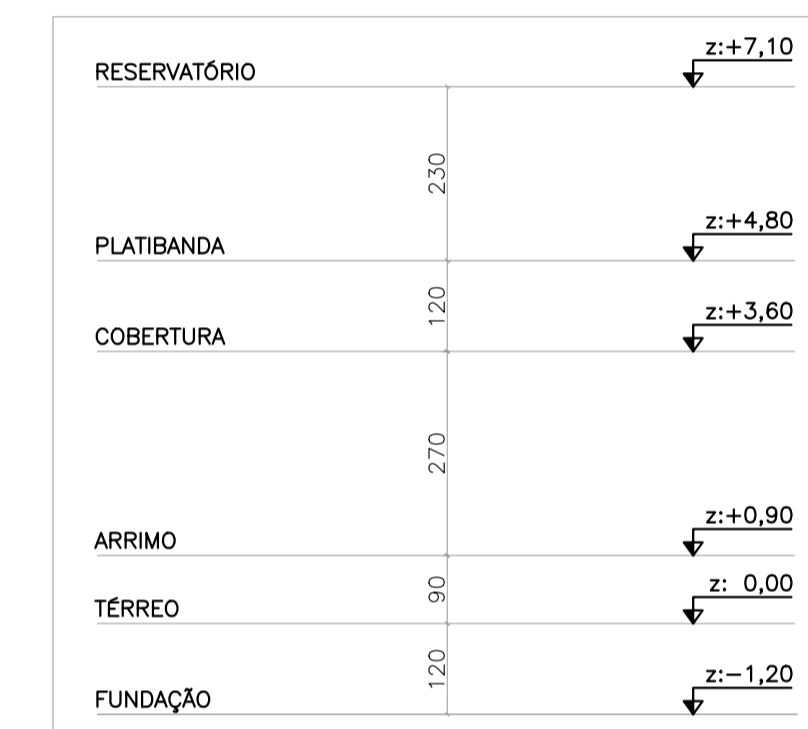 z:+7,10
RESERVATÓRIO
230
z:+4,80
PLATIBANDA
120
z:+3,60
COBERTURA
270
z:+0,90
ARRIMO
90
z: 0,00
TÉRREO
120
z:-1,20
FUNDAÇÃO